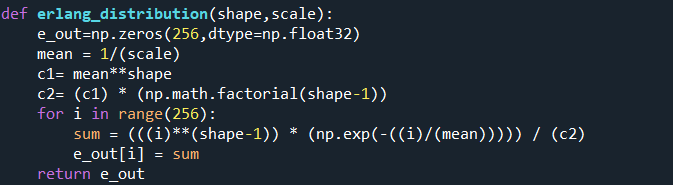 def erlang_distribution(shape,scale):
    e_out=np.zeros(256,dtype=np.float32)
    mean = 1/(scale)
    c1= mean**shape
    c2= (c1) * (np.math.factorial(shape-1))
    for i in range(256):
        sum = (((i)**(shape-1)) * (np.exp(-((i)/(mean))))) / (c2)
        e_out[i] = sum
    return e_out